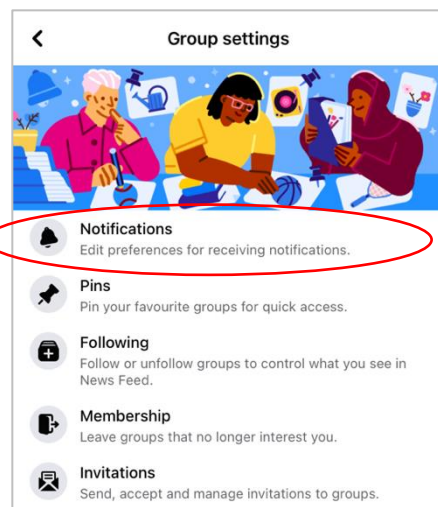 Group settings
Notifications
Edit preferences for receiving notifications.
Pins
Pin your favourite groups for quick access.
Following
Follow or unfollow groups to control what you see in
News Feed.
Membership
Leave groups that no longer interest you.
Invitations
Send, accept and manage invitations to groups.